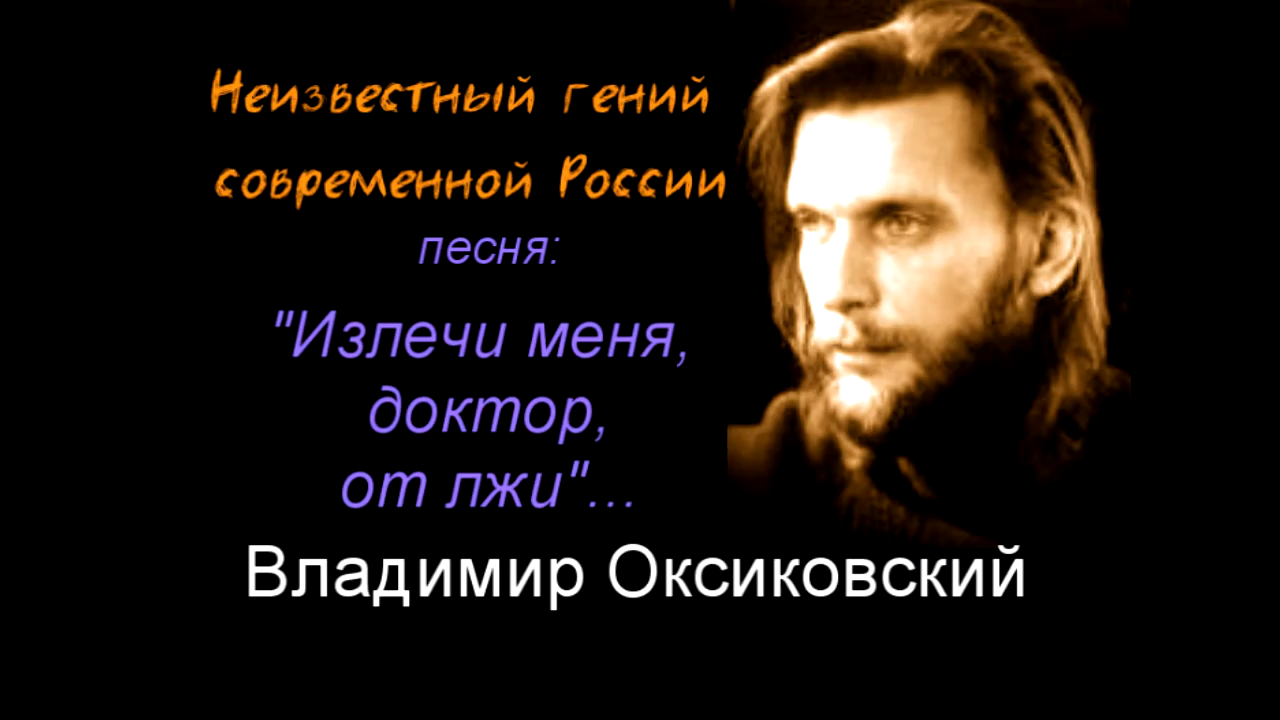 Неизвестный гений
современной России
песня:
"Излечи меня,
доктор,
от лжи"...
Владимир Оксиковский